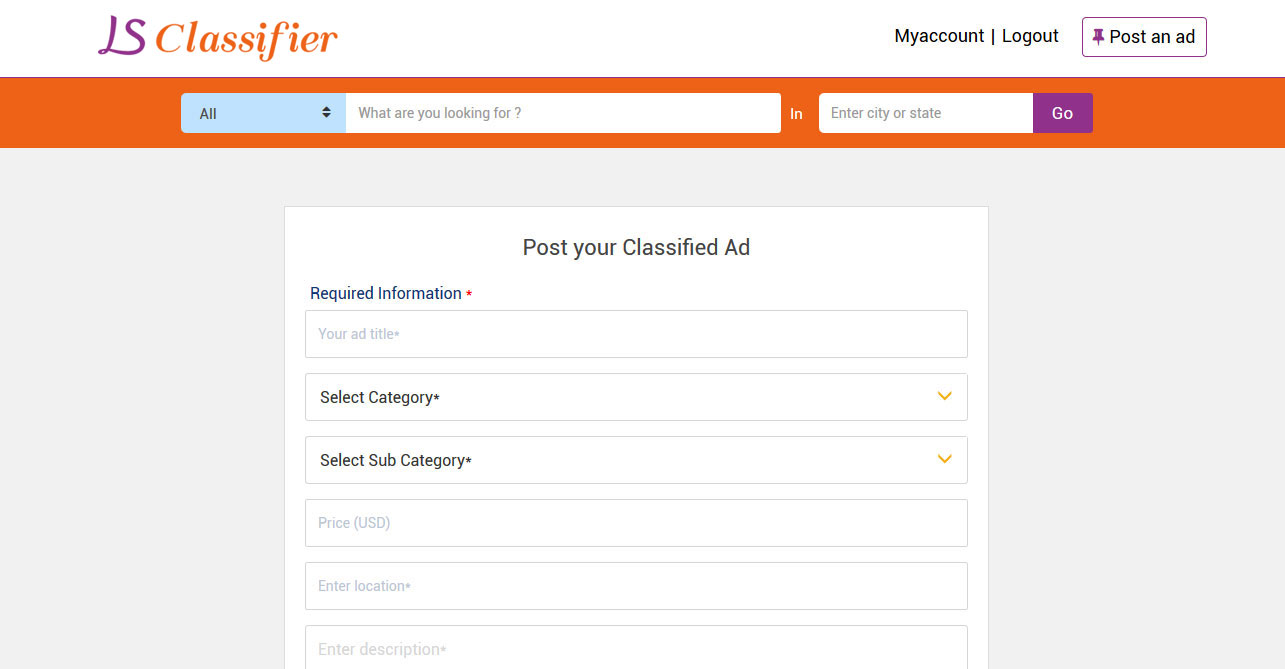 LS Classifier
Myaccount | Logout
Post an ad
All
What are you looking for ?
In
Enter city or state
Go
Post your Classified Ad
Required Information *
Your ad title*
Select Category*
Select Sub Category*
Price (USD)
Enter location*
Enter description*